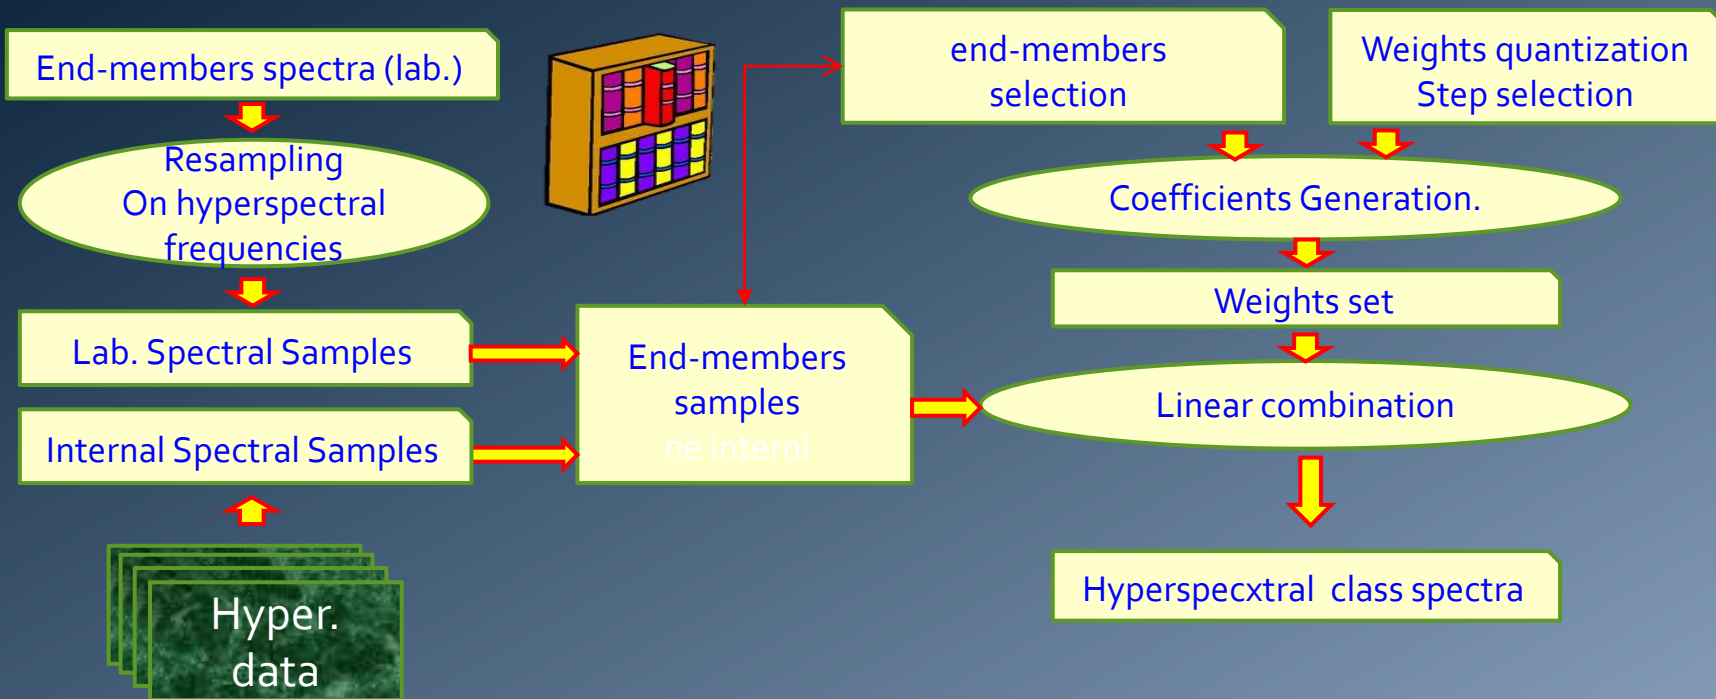 End-members spectra (lab.)
Resampling
On hyperspectral
frequencies
Lab. Spectral Samples
Internal Spectral Samples
Hyper.
data
End-members
samples
ne interni
end-members
selection
Weights quantization
Step selection
Coefficients Generation.
Weights set
Linear combination
Hyperspecxtral class spectra